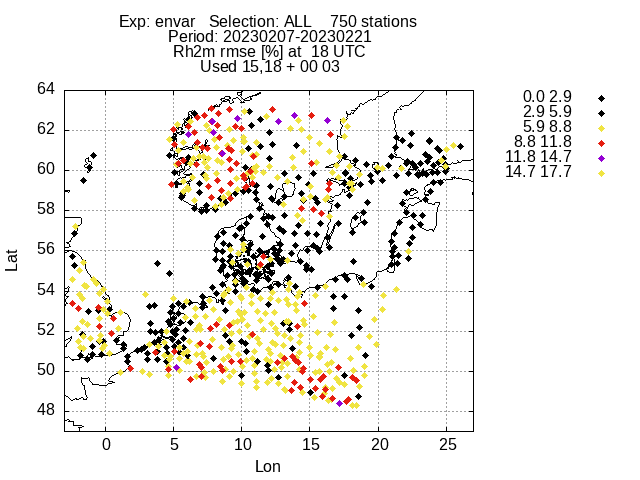 Exp: envar   Selection: ALL    750 stations
Period: 20230207-20230221
Rh2m rmse [%] at  18 UTC
Used 15,18 + 00 03
64
62
60
58
56
54
52
50
48
Lat
0 5 10 15 20 25
Lon
0.0 2.9
2.9 5.9
5.9 8.8
8.8 11.8
11.8 14.7
14.7 17.7